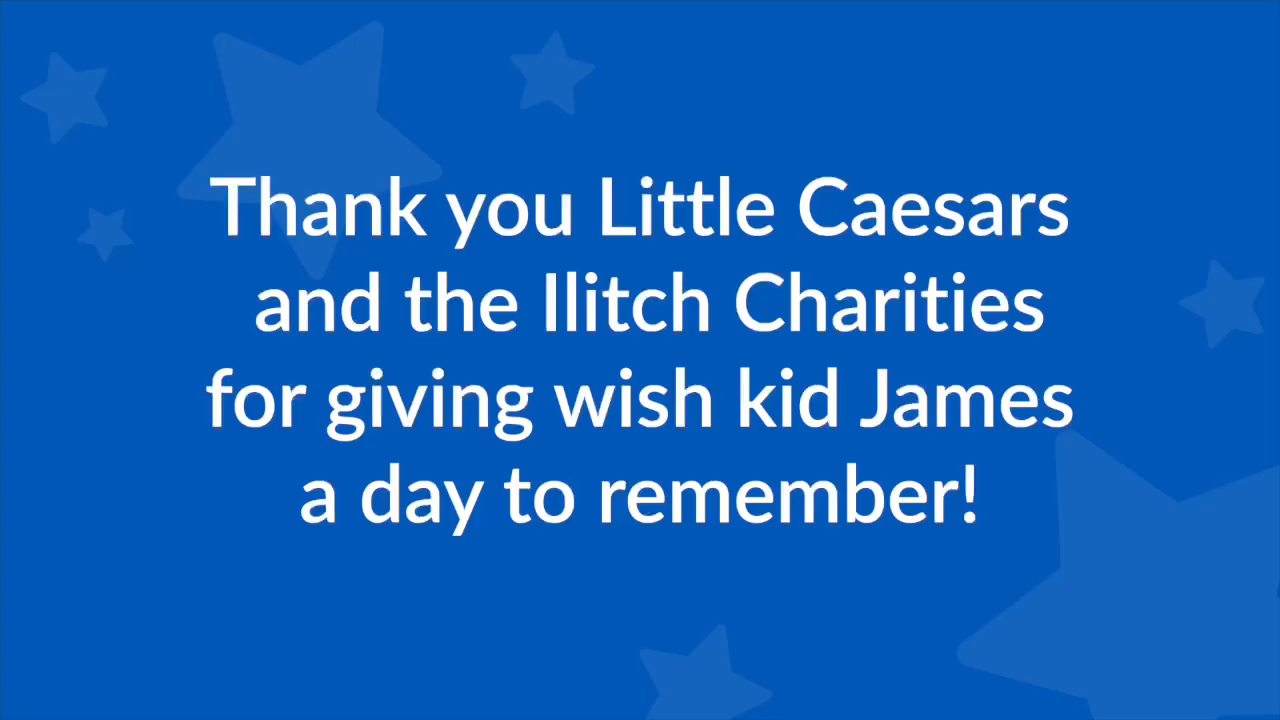 Thank you Little Caesars
and the Ilitch Charities
for giving wish kid James
a day to remember!